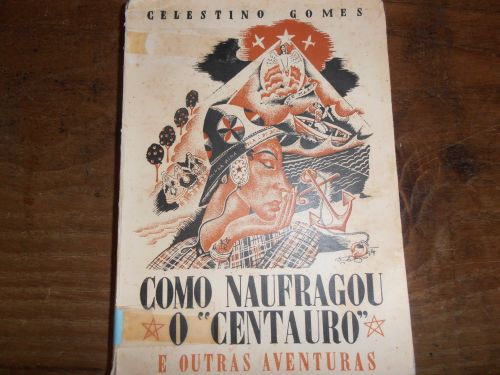 CELESTINO GOMES
COMO NAUFRAGOU
O "CENTAURO"
E OUTRAS AVENTURAS